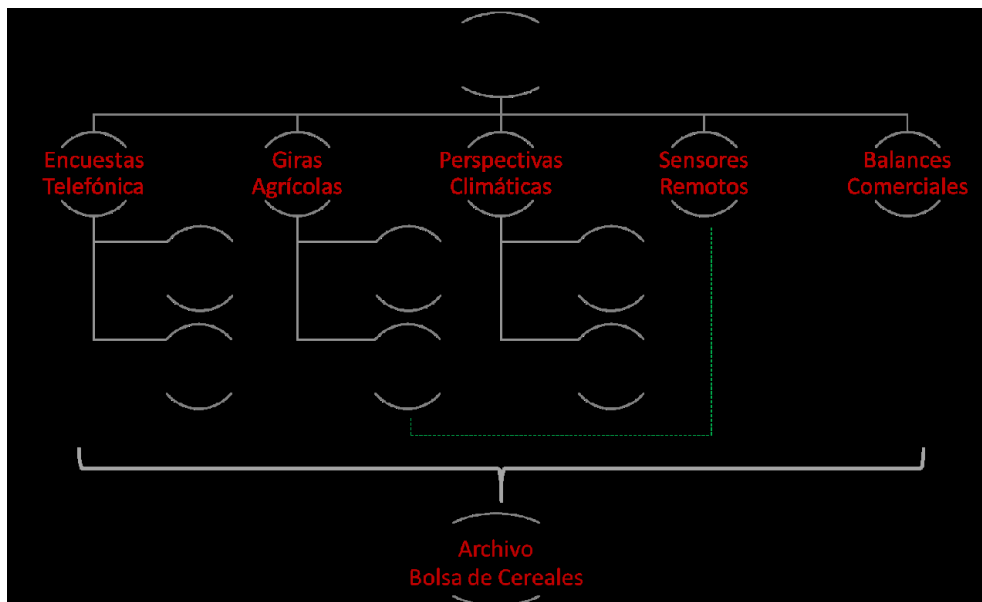 Encuestas
Telefónica
Giras
Agrícolas
Perspectivas
Climáticas
Sensores
Remotos
Balances
Comerciales
Archivo
Bolsa de Cereales